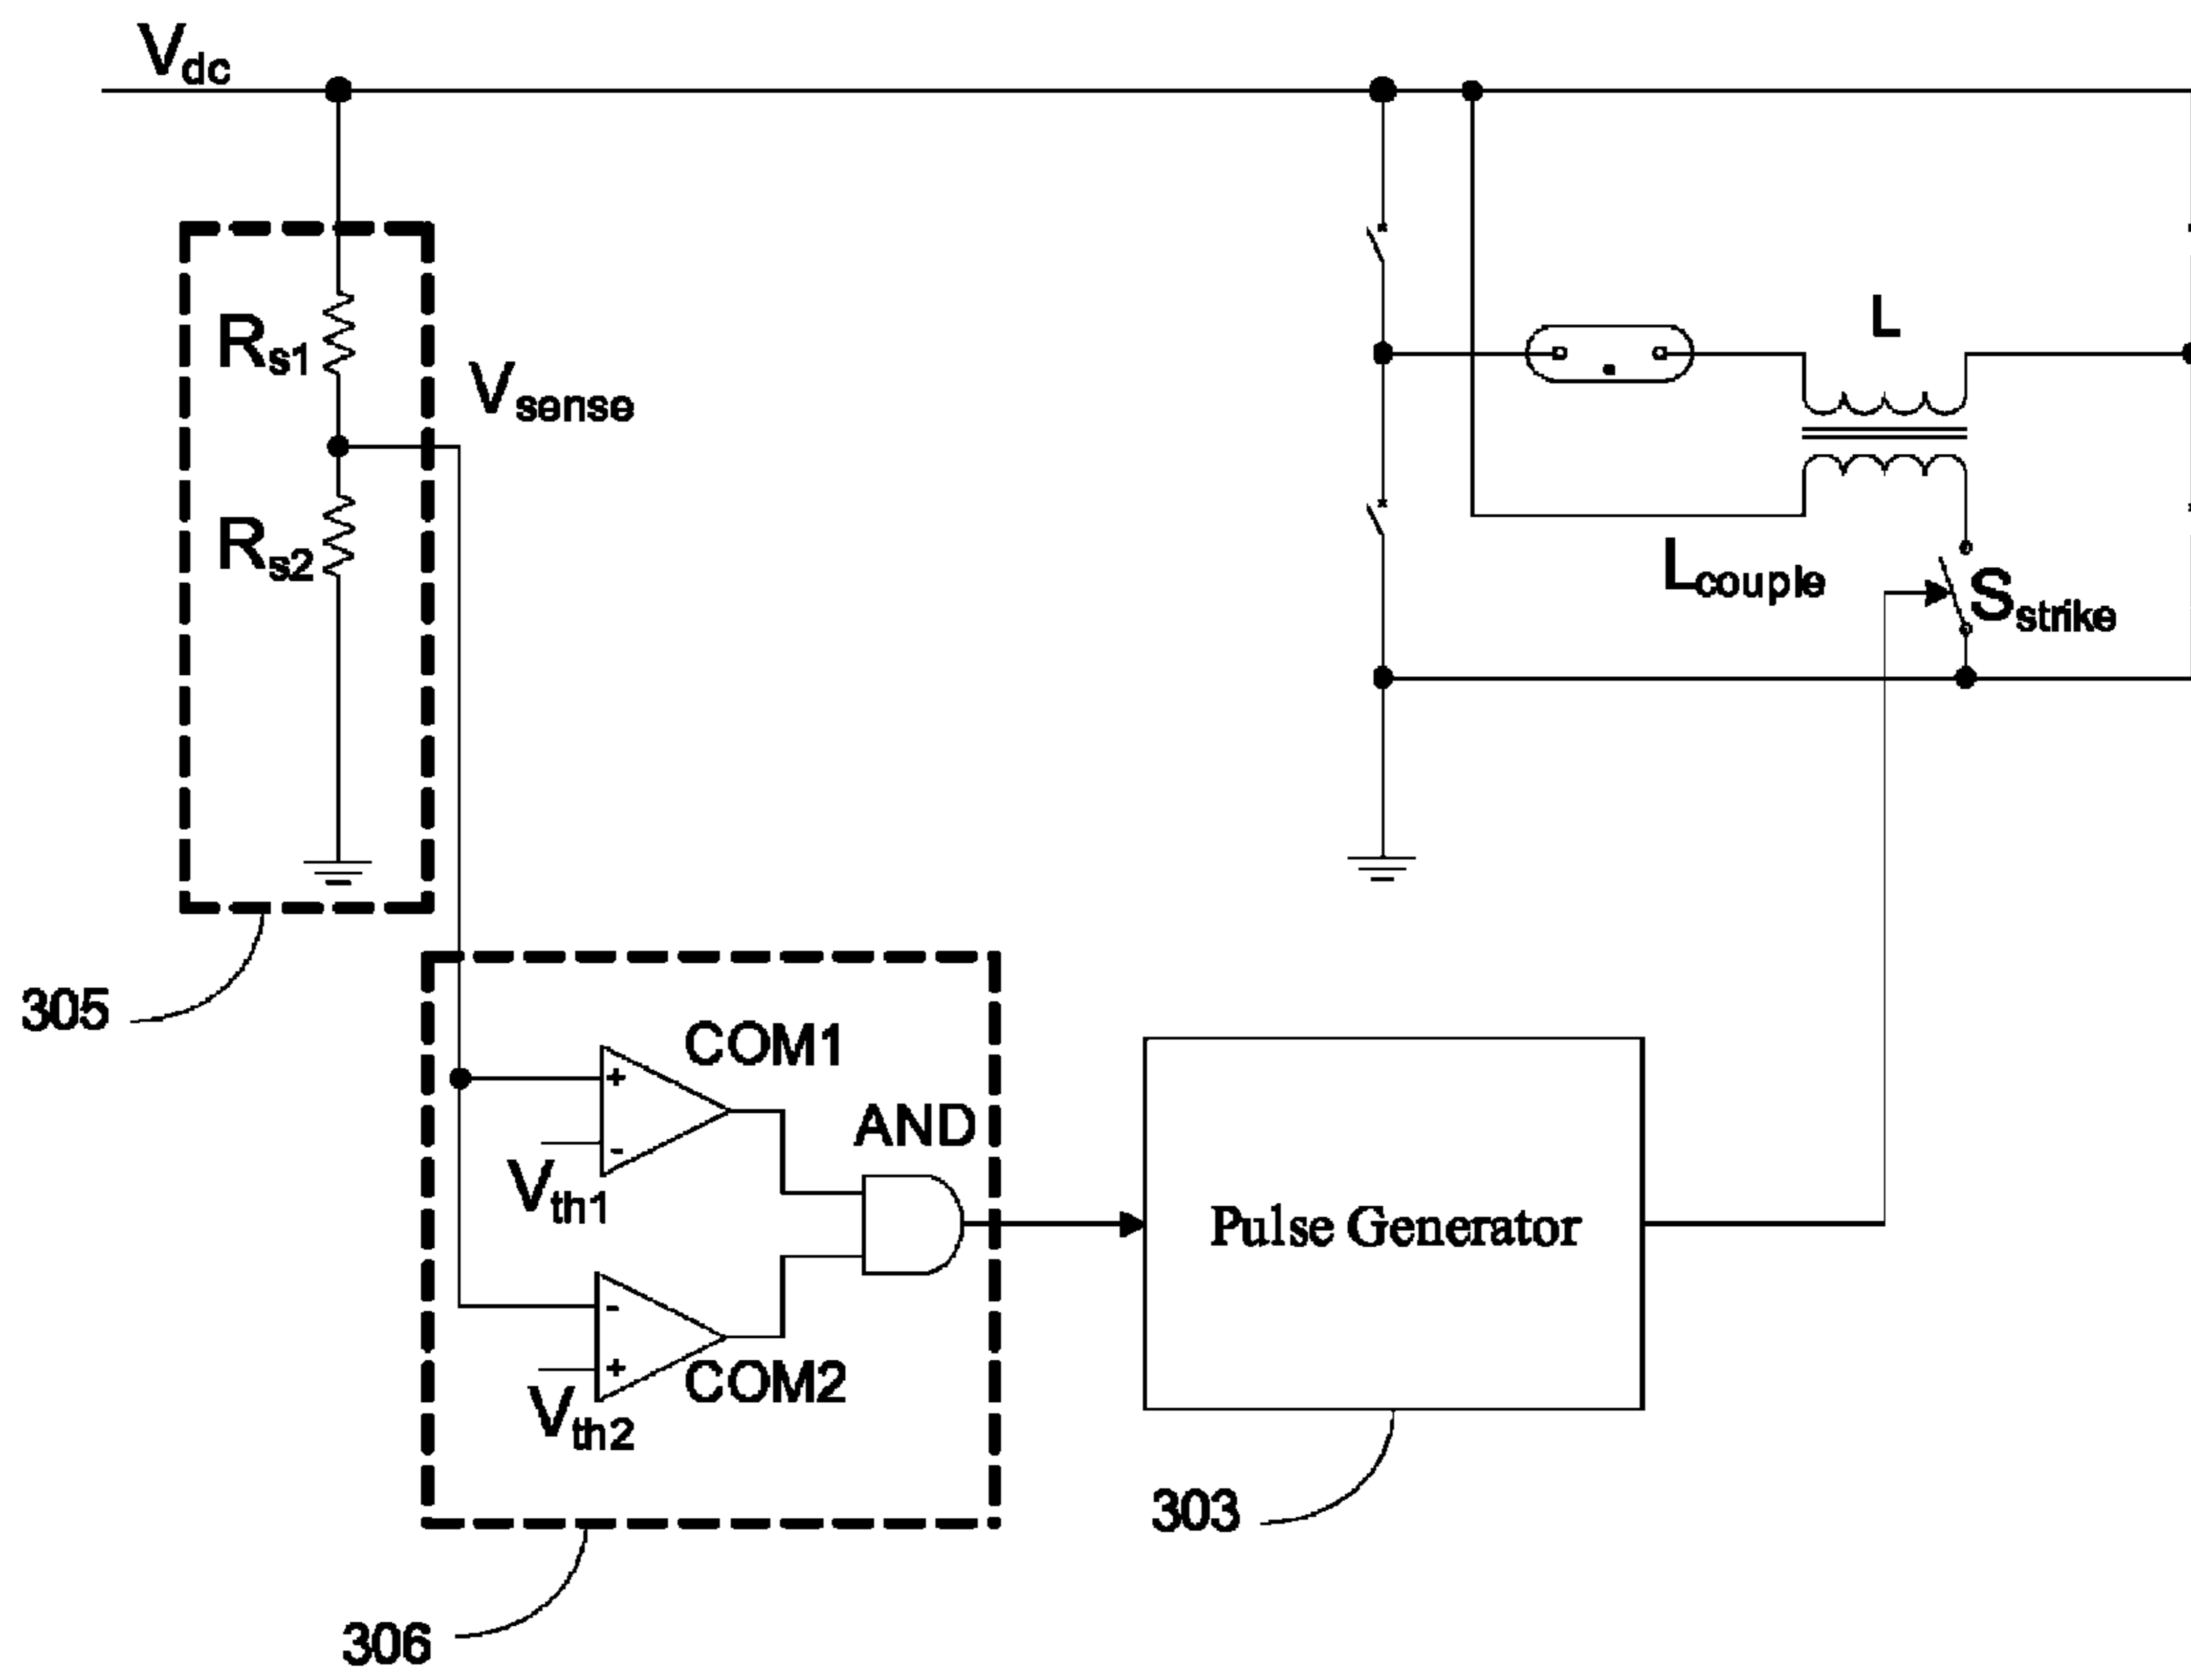 Vdc
Rs1
Vsense
Rs2
L
Lcouple
Sstrike
305
COM1
+
-
Vth1
AND
-
+
COM2
Vth2
Pulse Generator
303
306